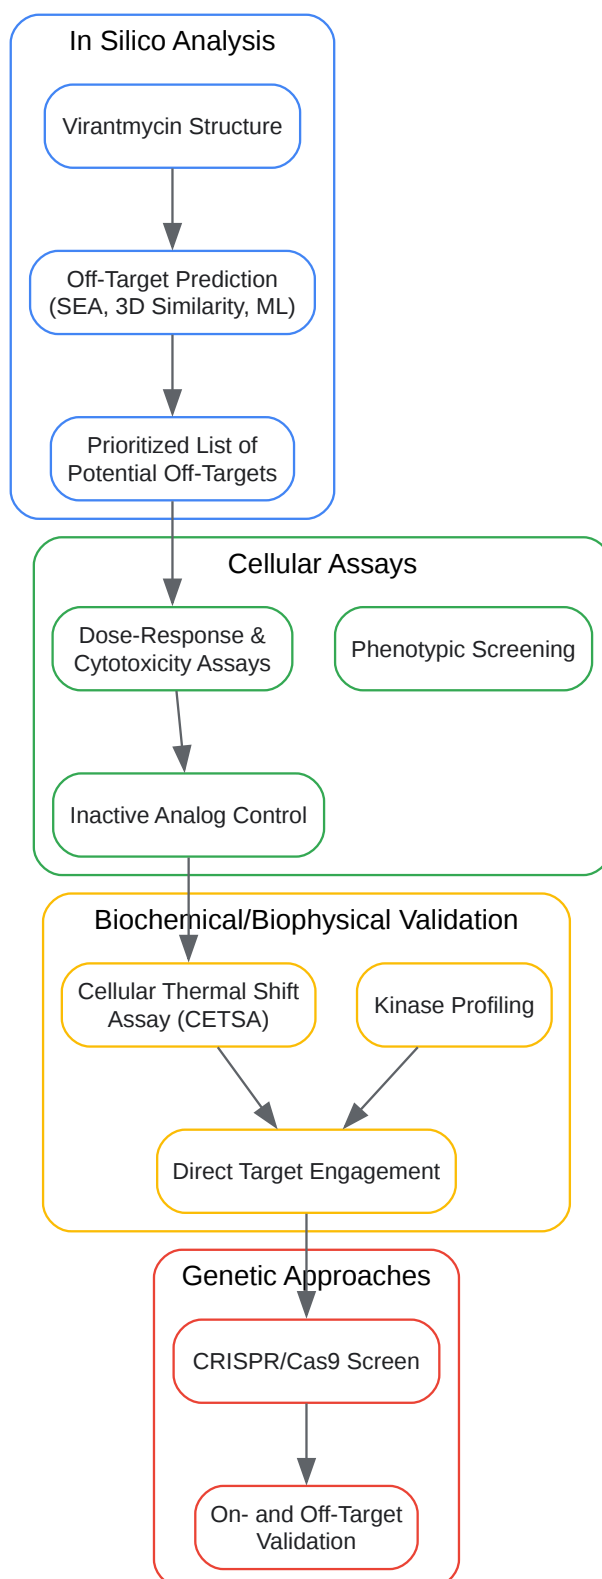 In Silico Analysis
Virantmycin Structure
Off-Target Prediction
(SEA, 3D Similarity, ML)
Prioritized List of
Potential Off-Targets
Cellular Assays
Dose-Response &
Cytotoxicity Assays
Phenotypic Screening
Inactive Analog Control
Biochemical/Biophysical Validation
Cellular Thermal Shift
Assay (CETSA)
Kinase Profiling
Direct Target Engagement
Genetic Approaches
CRISPR/Cas9 Screen
On- and Off-Target
Validation